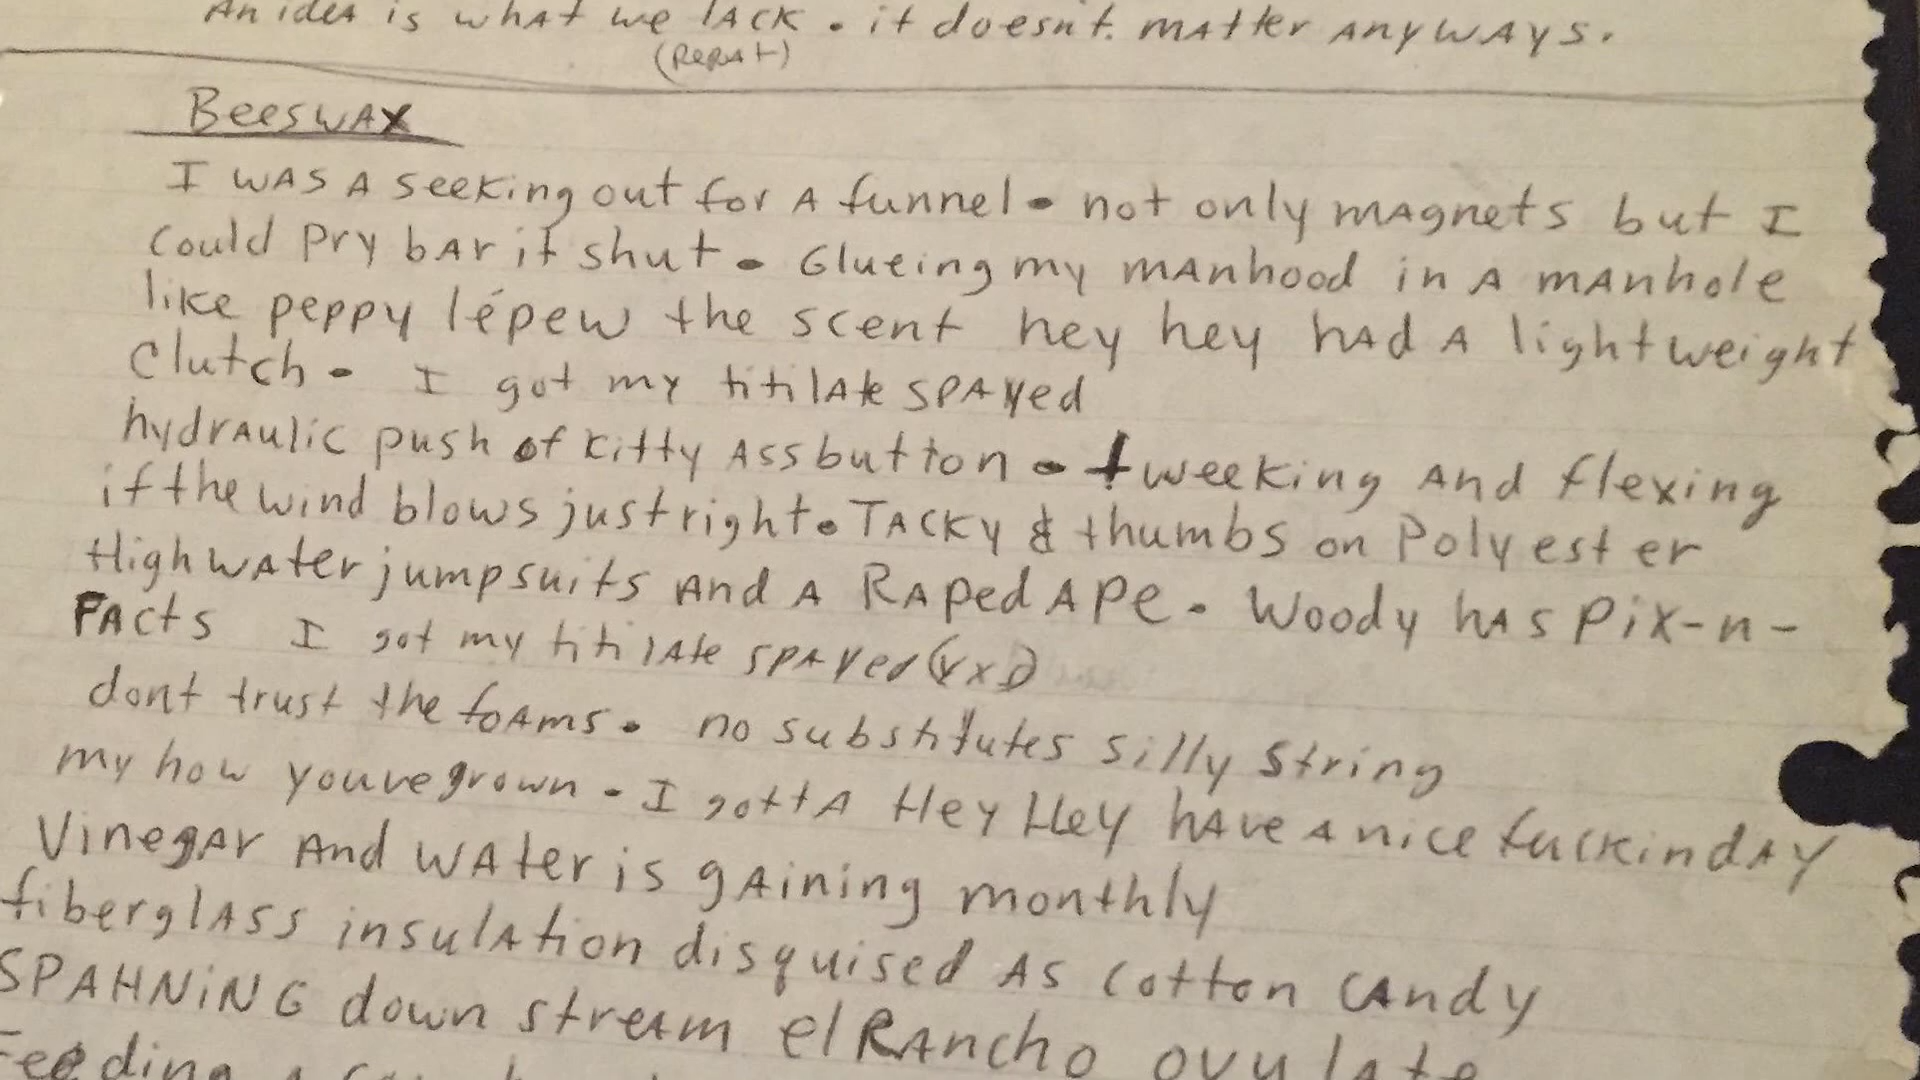 An idea is what we lack. it doesn't. matter anyways.
(Repeat)
Beeswax
I was a seeking out for a funnel. not only magnets but I
could pry bar it shut. Glueing my manhood in a manhole
like peppy lépew the scent hey hey had a lightweight
clutch. I got my titilate spayed
hydraulic push of kitty assbutton. tweeking and flexing
if the wind blows just right. Tacky & thumbs on Polyester
High water jumpsuits and a Raped Ape. Woody has pix-n-
Facts I got my titilate spayed
dont trust the foams. no substitutes silly string
my how youve grown. I gotta Hey Hey have a nice fuckin day
Vinegar and water is gaining monthly
fiberglass insulation disguised as cotton candy
SPAHNiNG down stream el Rancho ovulate
Feeding a